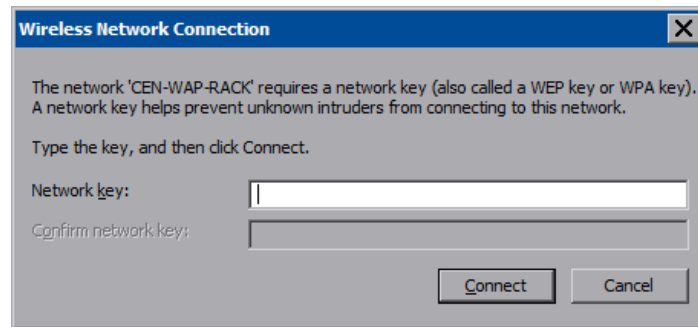 Wireless Network Connection
The network 'CEN-WAP-RACK' requires a network key (also called a WEP key or WPA key).
A network key helps prevent unknown intruders from connecting to this network.
Type the key, and then click Connect.
Network key:
Confirm network key:
Connect Cancel